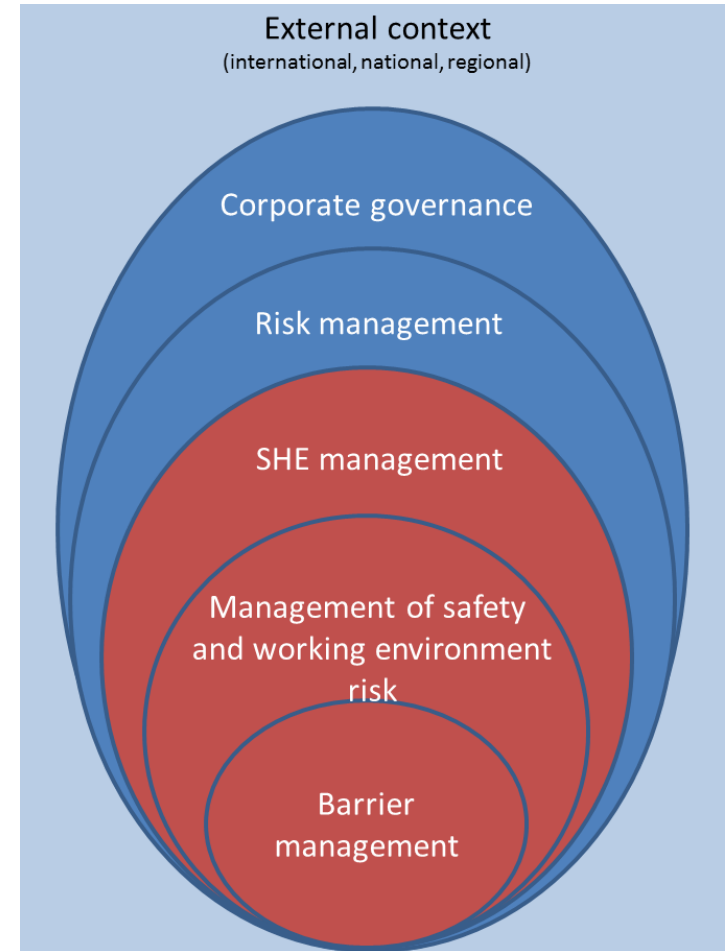 External context
(international, national, regional)
Corporate governance
Risk management
SHE management
Management of safety
and working environment
risk
Barrier
management